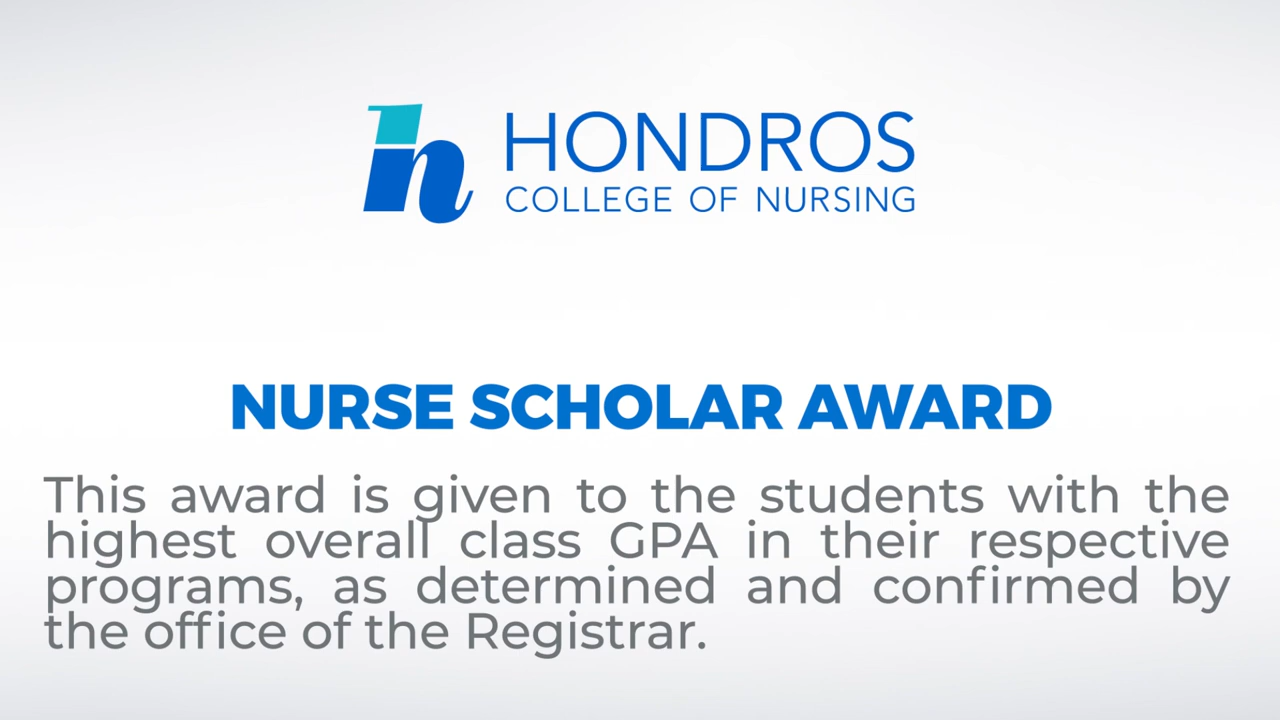 HONDROS
COLLEGE OF NURSING
NURSE SCHOLAR AWARD
This award is given to the students with the
highest overall class GPA in their respective
programs, as determined and confirmed by
the office of the Registrar.